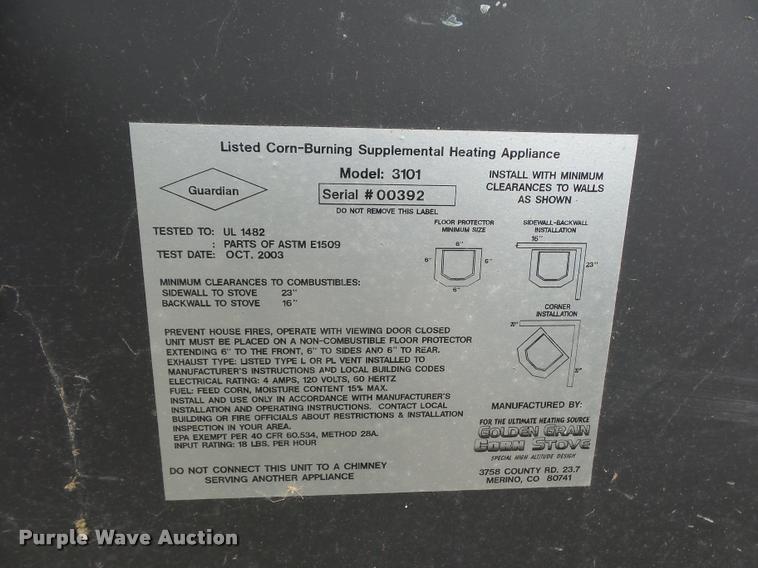 Listed Corn-Burning Supplemental Heating Appliance
Guardian
Model: 3101
Serial # 00392
DO NOT REMOVE THIS LABEL
INSTALL WITH MINIMUM
CLEARANCES TO WALLS
AS SHOWN
TESTED TO: UL 1482
: PARTS OF ASTM E1509
TEST DATE: OCT. 2003
FLOOR PROTECTOR
MINIMUM SIZE
6"
6"
6"
6"
SIDEWALL-BACKWALL
INSTALLATION
16"
23"
MINIMUM CLEARANCES TO COMBUSTIBLES:
SIDEWALL TO STOVE 23"
BACKWALL TO STOVE 16"
CORNER
INSTALLATION
PREVENT HOUSE FIRES, OPERATE WITH VIEWING DOOR CLOSED
UNIT MUST BE PLACED ON A NON-COMBUSTIBLE FLOOR PROTECTOR
EXTENDING 6" TO THE FRONT, 6" TO SIDES AND 6" TO REAR.
EXHAUST TYPE: LISTED TYPE L OR PL VENT INSTALLED TO
MANUFACTURER'S INSTRUCTIONS AND LOCAL BUILDING CODES
ELECTRICAL RATING: 4 AMPS, 120 VOLTS, 60 HERTZ
FUEL: FEED CORN, MOISTURE CONTENT 15% MAX.
INSTALL AND USE ONLY IN ACCORDANCE WITH MANUFACTURER'S
INSTALLATION AND OPERATING INSTRUCTIONS. CONTACT LOCAL
BUILDING OR FIRE OFFICIALS ABOUT RESTRICTIONS & INSTALLATION
INSPECTION IN YOUR AREA.
EPA EXEMPT PER 40 CFR 60.534, METHOD 28A.
INPUT RATING: 18 LBS. PER HOUR
DO NOT CONNECT THIS UNIT TO A CHIMNEY
SERVING ANOTHER APPLIANCE
MANUFACTURED BY:
FOR THE ULTIMATE HEATING SOURCE
GOLDEN GRAIN
CORN STOVE
SPECIAL HIGH ALTITUDE DESIGN
3758 COUNTY RD. 23.7
MERINO, CO 80741
Purple Wave Auction